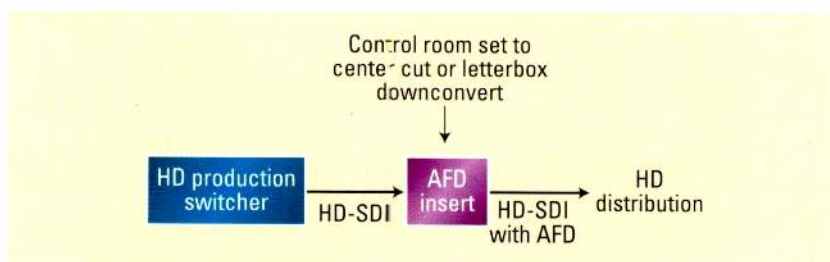 Control room set to
center cut or letterbox
downconvert
HD production
switcher
HD-SDI
AFD
insert
HD-SDI
with AFD
HD
distribution